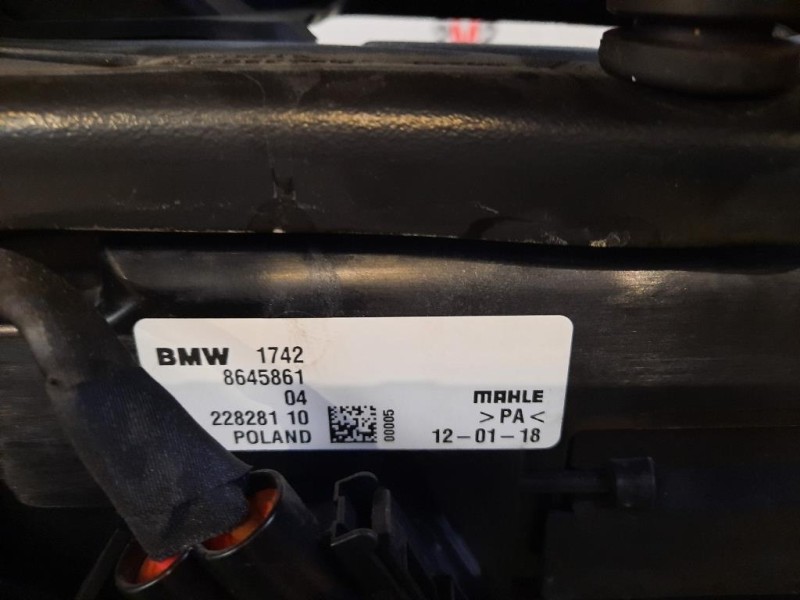 BMW 1742
8645861
04
MAHLE
228281 10
00005
>PA<
POLAND
12-01-18